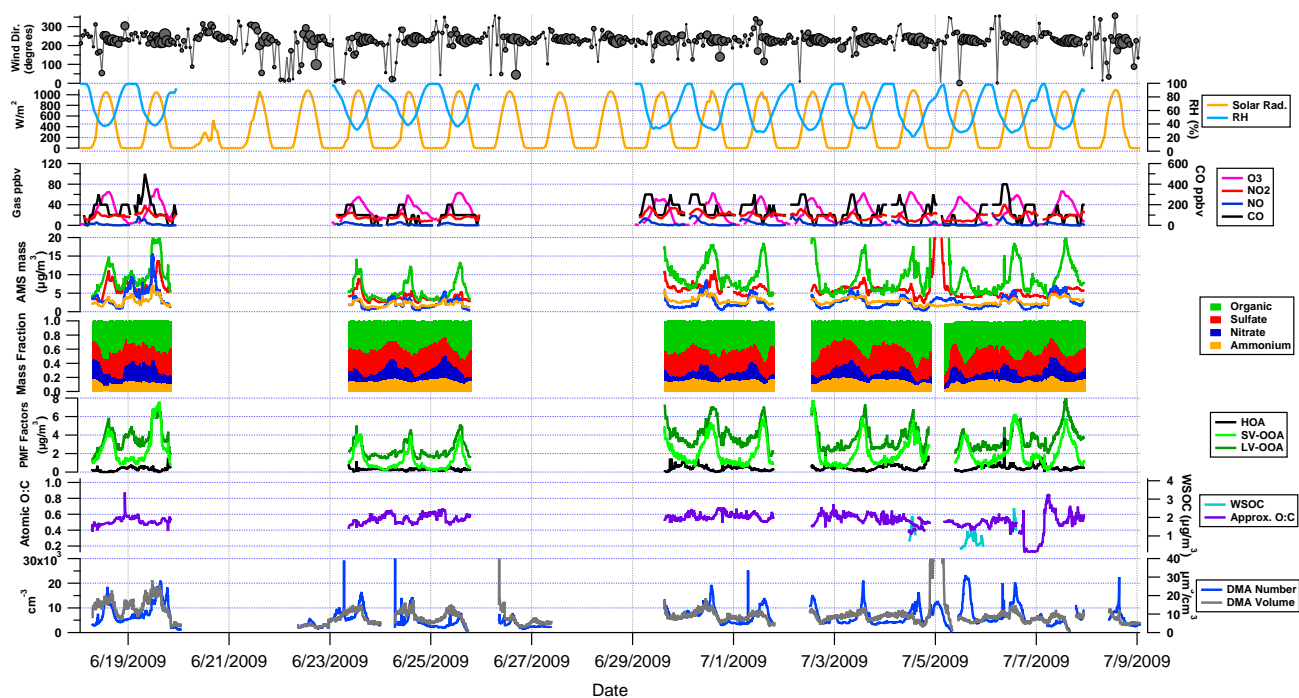 Wind Dir.
(degrees)
300
200
100
0
W/m²
1000
800
600
400
200
0
100
80
60
40
20
0
RH (%)
Solar Rad.
RH
Gas ppbv
120
80
40
0
600
400
200
0
CO ppbv
O3
NO2
NO
CO
AMS mass
(µg/m³)
20
15
10
5
0
Mass Fraction
1.0
0.8
0.6
0.4
0.2
0.0
Organic
Sulfate
Nitrate
Ammonium
PMF Factors
(µg/m³)
8
6
4
2
0
HOA
SV-OOA
LV-OOA
Atomic O:C
1.0
0.8
0.6
0.4
0.2
4
3
2
1
WSOC (µg/m³)
WSOC
Approx. O:C
cm⁻³
30x10³
20
10
0
40
30
20
10
0
µm³/cm³
DMA Number
DMA Volume
6/19/2009 6/21/2009 6/23/2009 6/25/2009 6/27/2009 6/29/2009 7/1/2009 7/3/2009 7/5/2009 7/7/2009 7/9/2009
Date